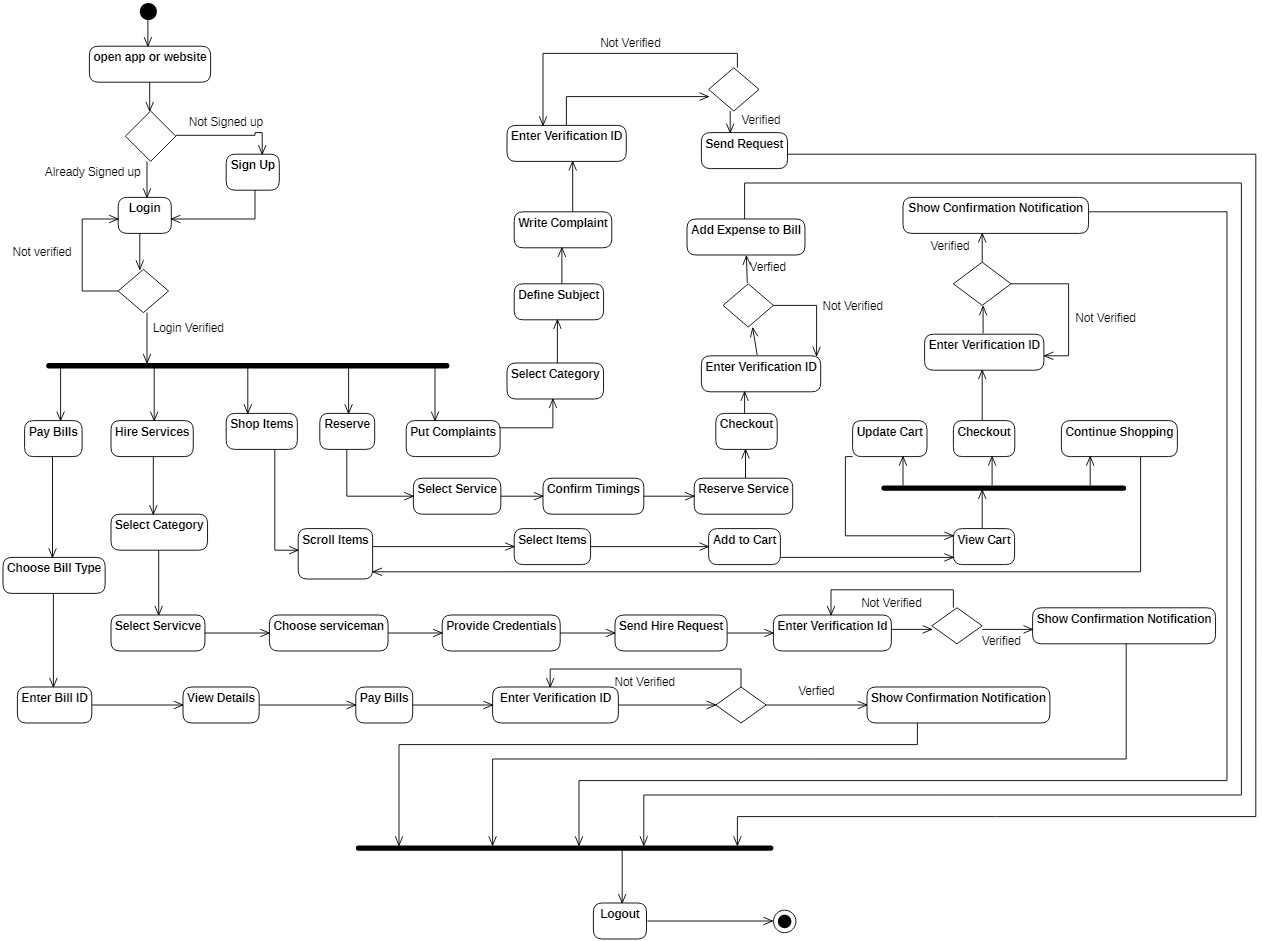 open app or website
Not Signed up
Already Signed up
Sign Up
Login
Not verified
Login Verified
Not Verified
Verified
Enter Verification ID
Send Request
Write Complaint
Define Subject
Select Category
Add Expense to Bill
Verfied
Not Verified
Enter Verification ID
Checkout
Show Confirmation Notification
Verified
Not Verified
Enter Verification ID
Pay Bills
Hire Services
Shop Items
Reserve
Put Complaints
Update Cart
Checkout
Continue Shopping
Select Service
Confirm Timings
Reserve Service
Select Category
Scroll Items
Select Items
Add to Cart
View Cart
Choose Bill Type
Select Servicve
Choose serviceman
Provide Credentials
Send Hire Request
Enter Verification Id
Not Verified
Verified
Show Confirmation Notification
Enter Bill ID
View Details
Pay Bills
Enter Verification ID
Not Verified
Verfied
Show Confirmation Notification
Logout